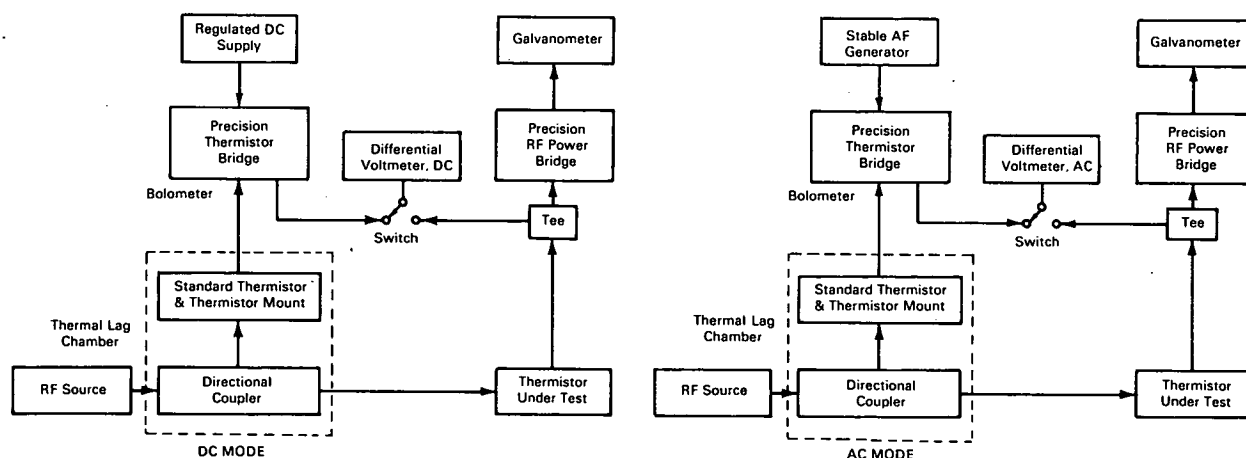 Regulated DC
Supply
Galvanometer
Precision
Thermistor
Bridge
Differential
Voltmeter, DC
Precision
RF Power
Bridge
Bolometer
Switch
Tee
Standard Thermistor
& Thermistor Mount
Thermal Lag
Chamber
RF Source
Directional
Coupler
Thermistor
Under Test
DC MODE
Stable AF
Generator
Galvanometer
Precision
Thermistor
Bridge
Differential
Voltmeter, AC
Precision
RF Power
Bridge
Bolometer
Switch
Tee
Standard Thermistor
& Thermistor Mount
Thermal Lag
Chamber
RF Source
Directional
Coupler
Thermistor
Under Test
AC MODE